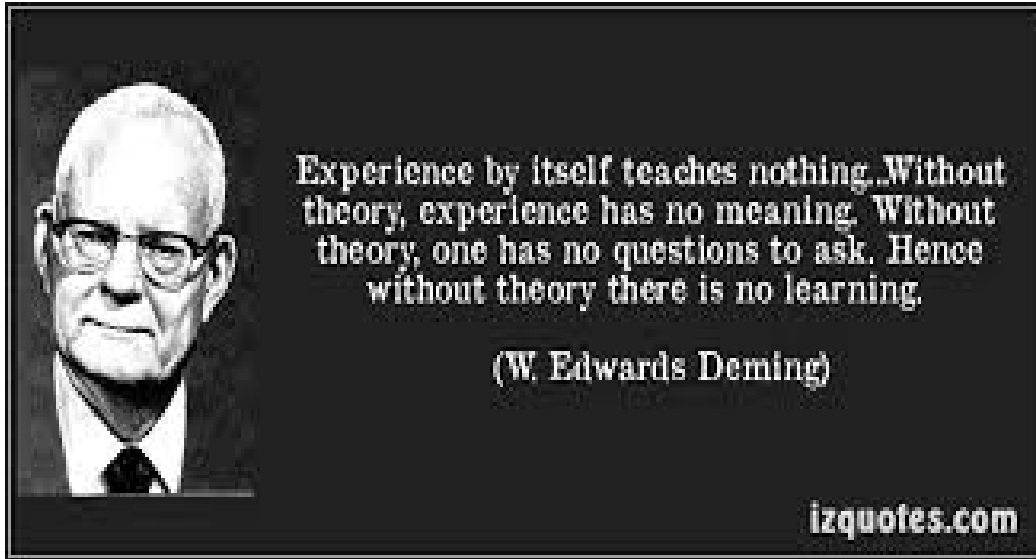 Experience by itself teaches nothing...Without
theory, experience has no meaning. Without
theory, one has no questions to ask. Hence
without theory there is no learning.
(W. Edwards Deming)
izquotes.com